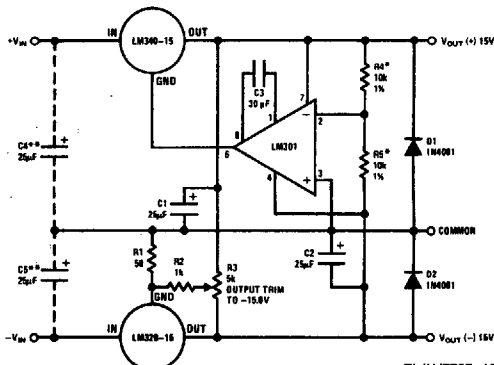 +VIN
IN
LM340-15
OUT
GND
VOUT (+) 15V
C4**
25µF
+
C3
30 pF
8
1
7
6
LM301
−
2
+
3
4
R4*
10k
1%
R5*
10k
1%
D1
1N4001
C1
25µF
+
COMMON
C5**
25µF
+
R1
50
R2
1k
R3
5k
OUTPUT TRIM
TO −15.0V
C2
25µF
+
D2
1N4001
GND
−VIN
IN
LM320-15
OUT
VOUT (−) 15V